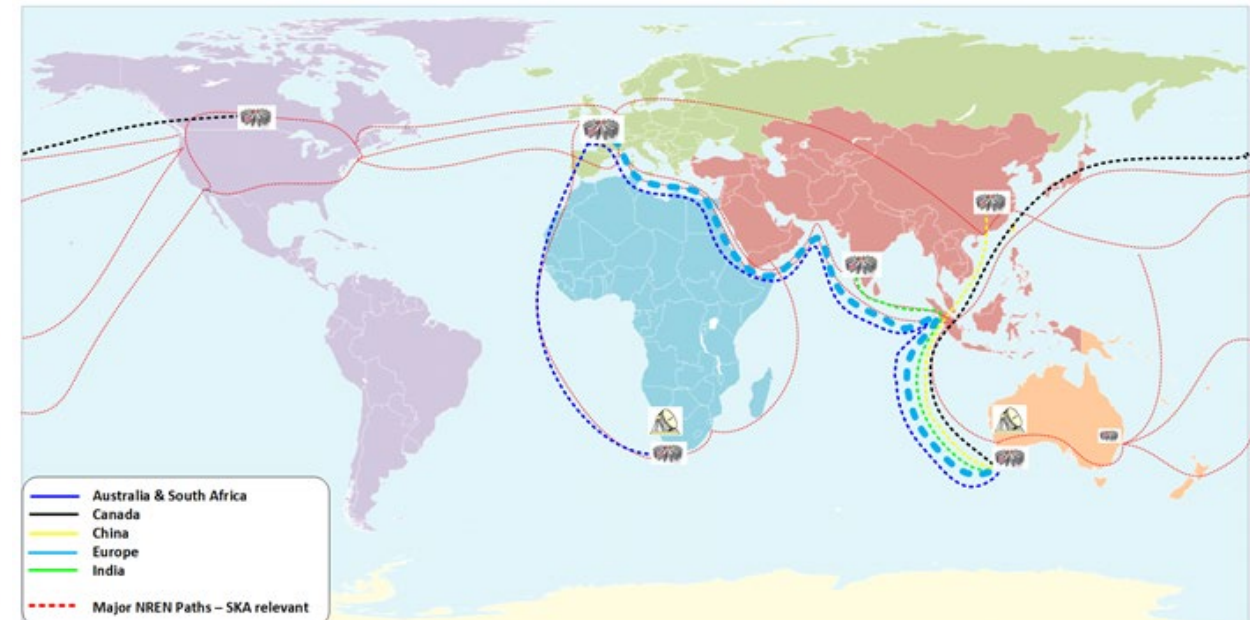 Australia & South Africa
Canada
China
Europe
India
Major NREN Paths – SKA relevant